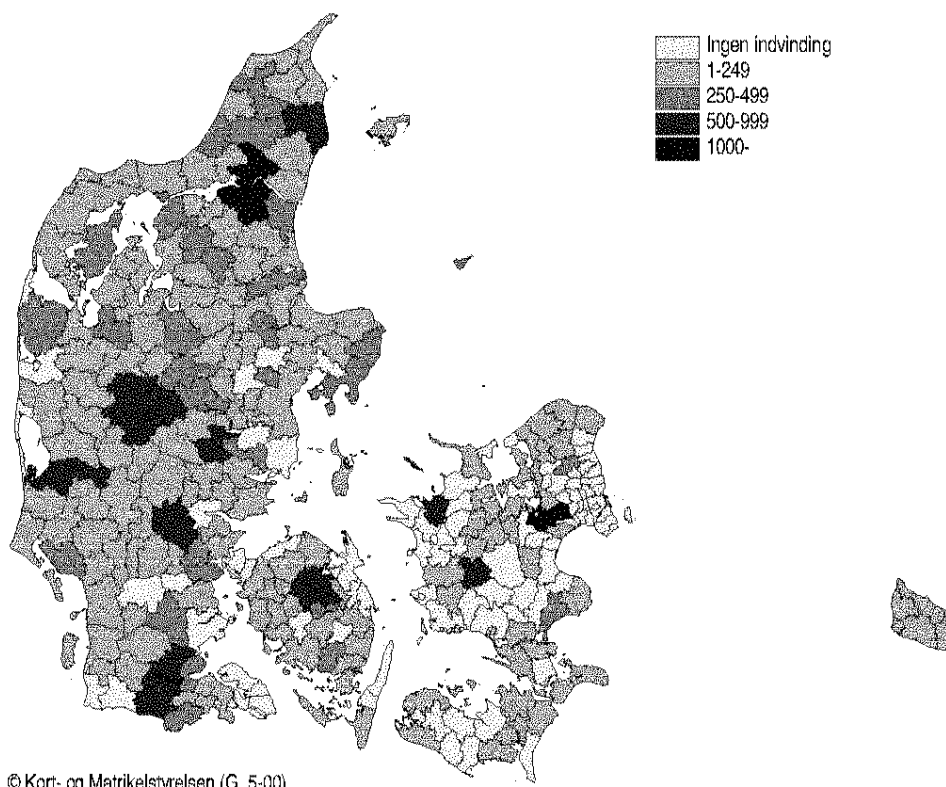 Ingen indvinding
1-249
250-499
500-999
1000-
© Kort- og Matrikelstyrelsen (G. 5-00)